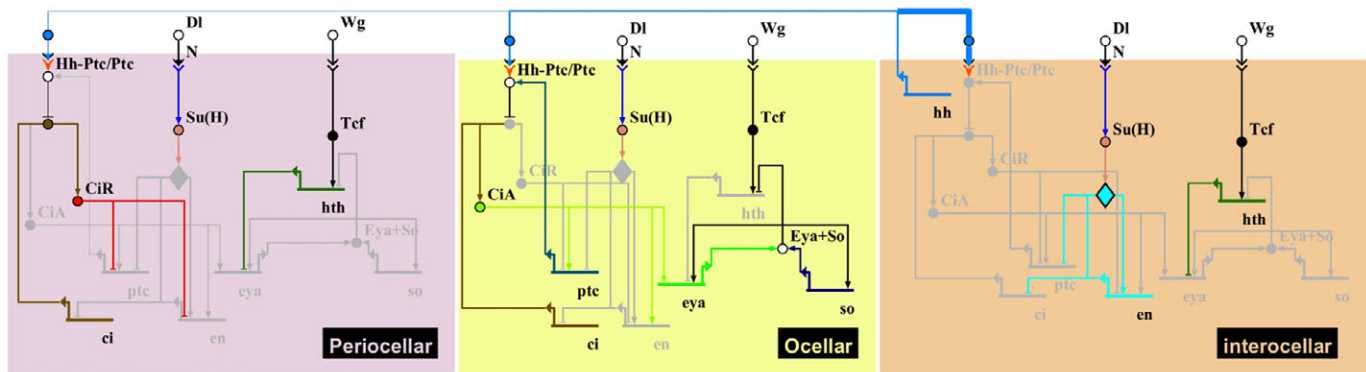 Dl
Wg
N
Hh-Ptc/Ptc
Su(H)
Tcf
CiR
CiA
hth
Eya+So
ptc
eya
so
ci
en
Periocellar
Dl
Wg
N
Hh-Ptc/Ptc
Su(H)
Tcf
CiR
CiA
hth
Eya+So
ptc
eya
so
ci
en
Ocellar
Dl
Wg
N
Hh-Ptc/Ptc
hh
Su(H)
Tcf
CiR
CiA
hth
Eya+So
ptc
eya
so
ci
en
interocellar